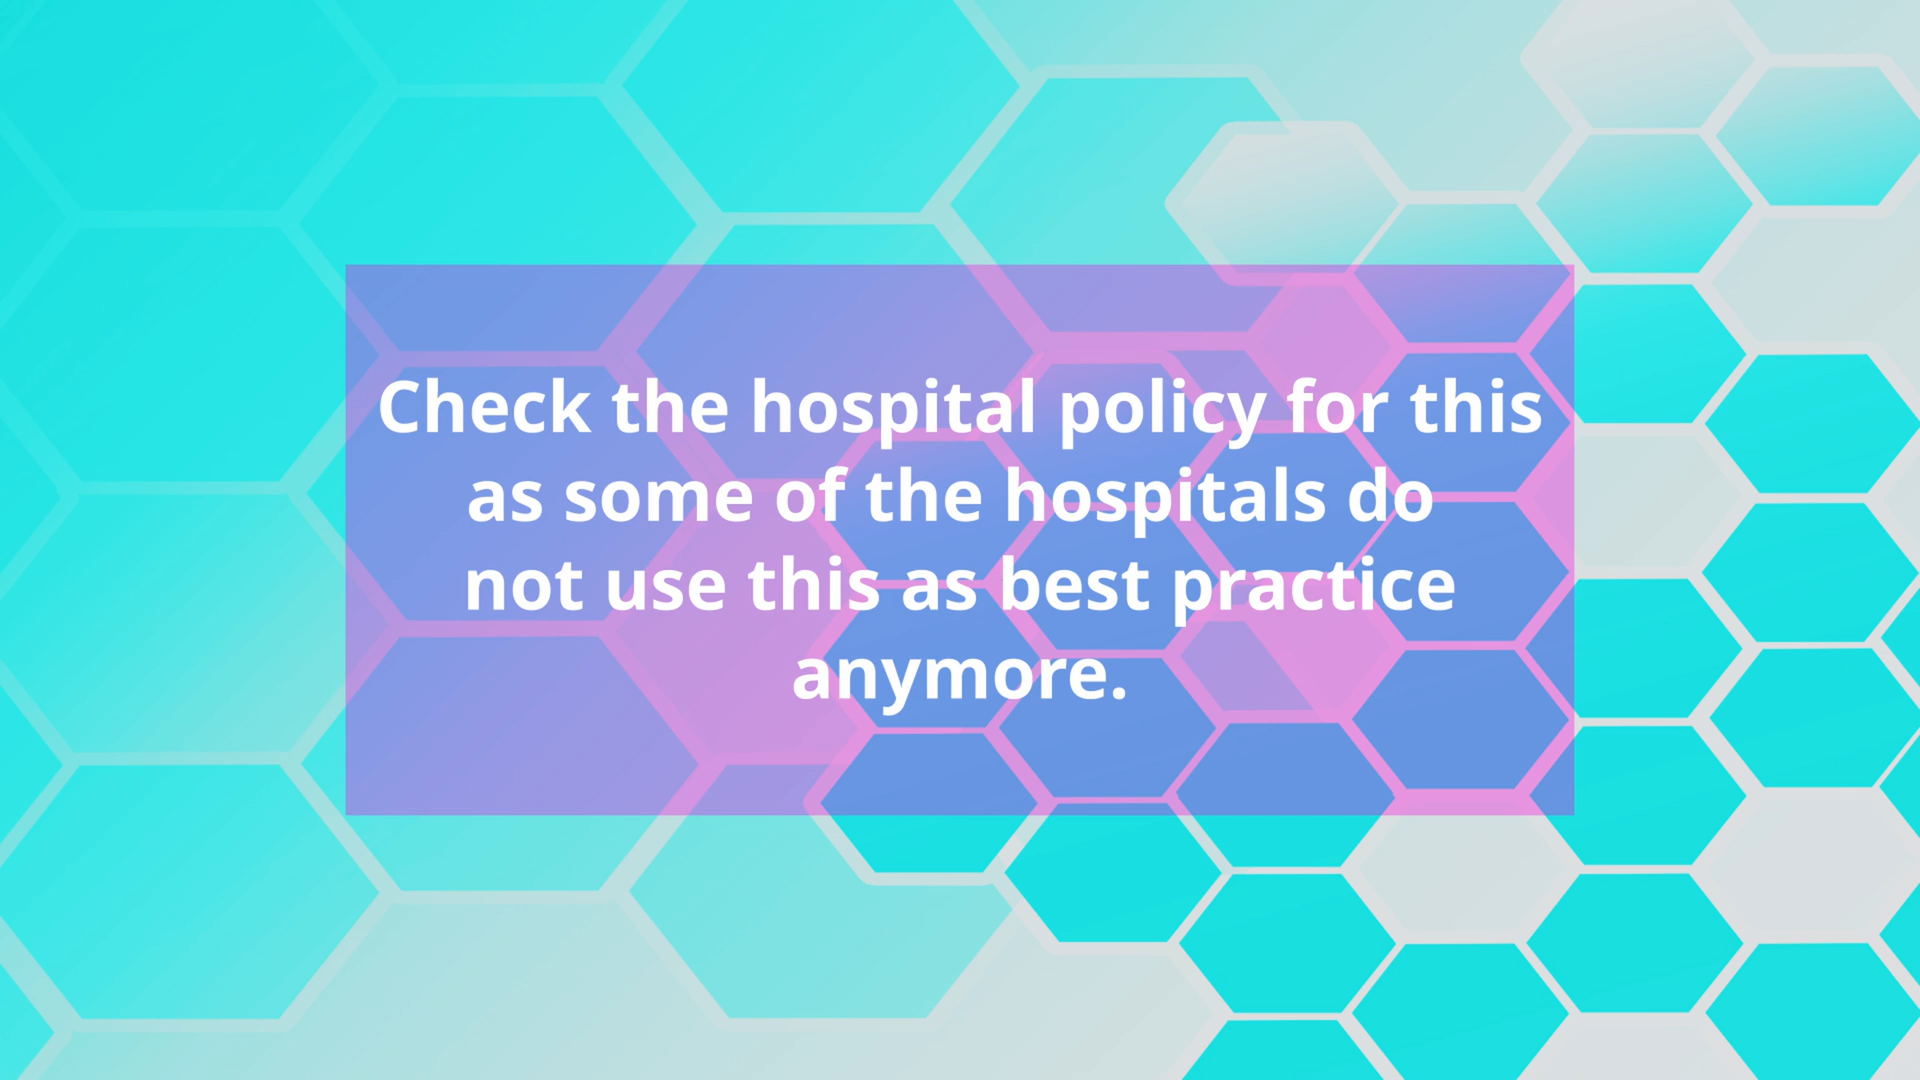 Check the hospital policy for this
as some of the hospitals do
not use this as best practice
anymore.